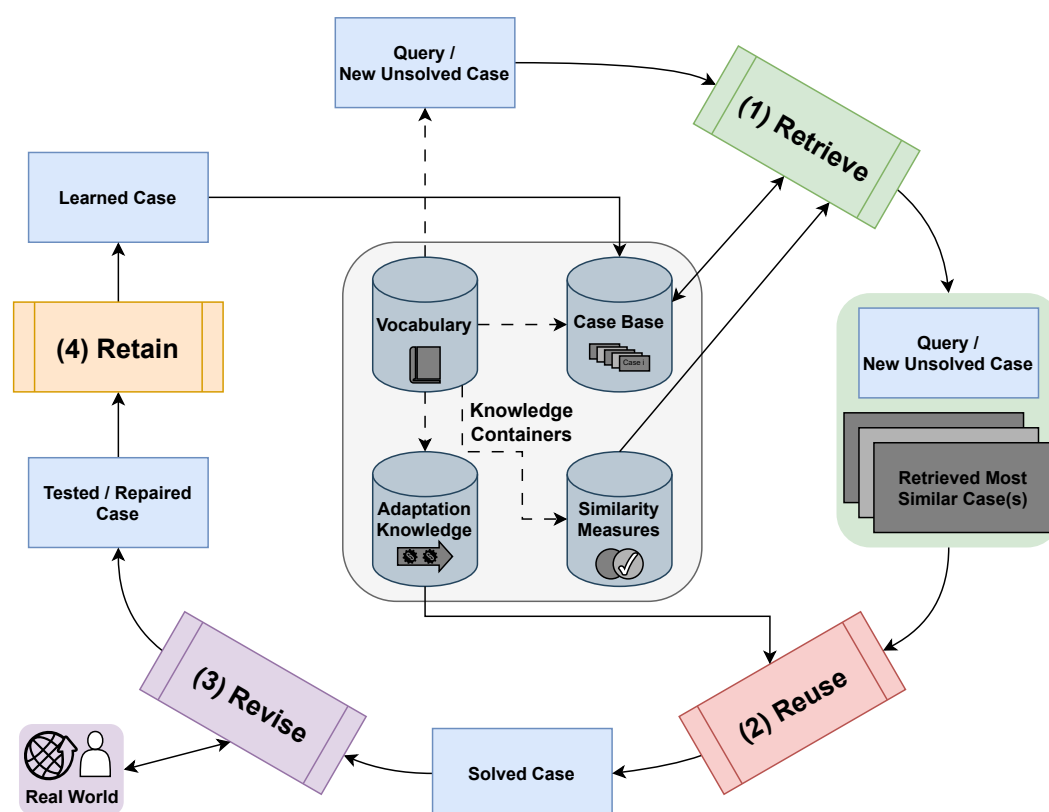 Query /
New Unsolved Case
(1) Retrieve
Learned Case
Vocabulary
Case Base
Case i
(4) Retain
Query /
New Unsolved Case
Knowledge
Containers
Retrieved Most
Similar Case(s)
Tested / Repaired
Case
Adaptation
Knowledge
Similarity
Measures
(3) Revise
(2) Reuse
Solved Case
Real World